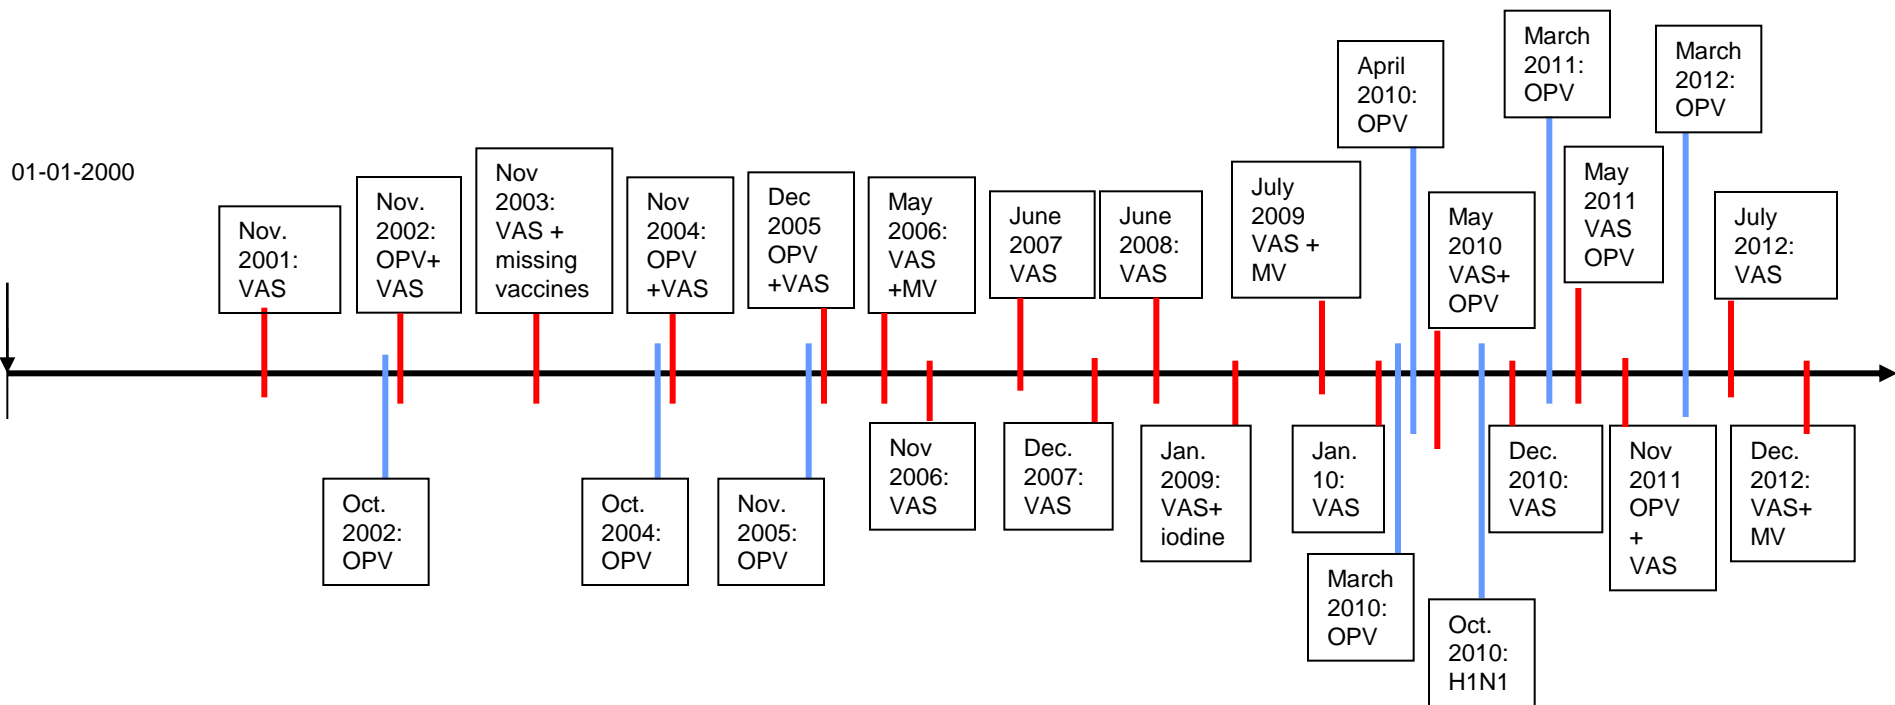 01-01-2000
Nov.
2001:
VAS
Nov.
2002:
OPV+
VAS
Nov
2003:
VAS +
missing
vaccines
Nov
2004:
OPV
+VAS
Dec
2005
OPV
+VAS
May
2006:
VAS
+MV
June
2007
VAS
June
2008:
VAS
July
2009
VAS +
MV
April
2010:
OPV
May
2010
VAS+
OPV
March
2011:
OPV
May
2011
VAS
OPV
March
2012:
OPV
July
2012:
VAS
Oct.
2002:
OPV
Oct.
2004:
OPV
Nov.
2005:
OPV
Nov
2006:
VAS
Dec.
2007:
VAS
Jan.
2009:
VAS+
iodine
Jan.
10:
VAS
March
2010:
OPV
Oct.
2010:
H1N1
Dec.
2010:
VAS
Nov
2011
OPV
+
VAS
Dec.
2012:
VAS+
MV